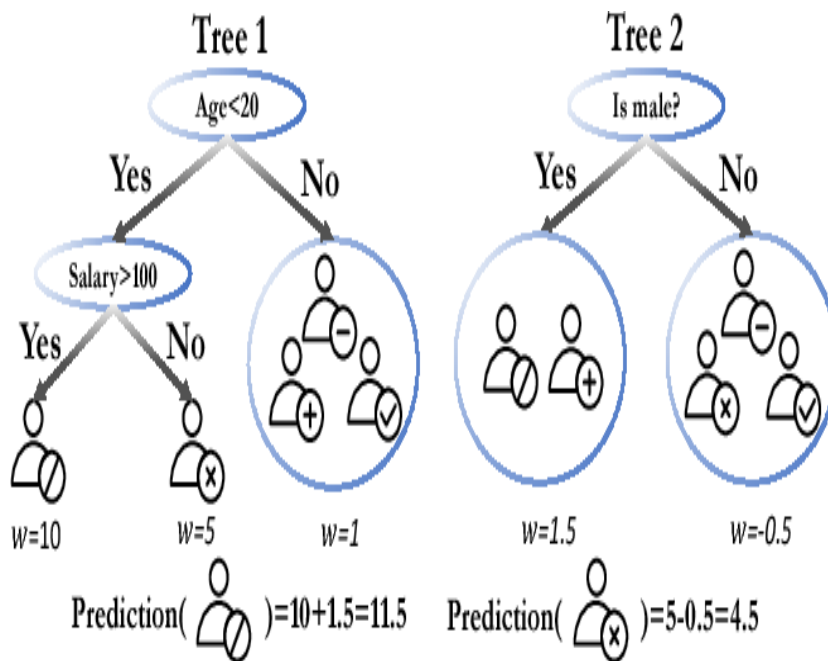 Tree 1
Tree 2
Age<20
Is male?
Yes
No
Yes
No
Salary>100
Yes
No
w=10
w=5
w=1
w=1.5
w=-0.5
Prediction( )=10+1.5=11.5
Prediction( )=5-0.5=4.5